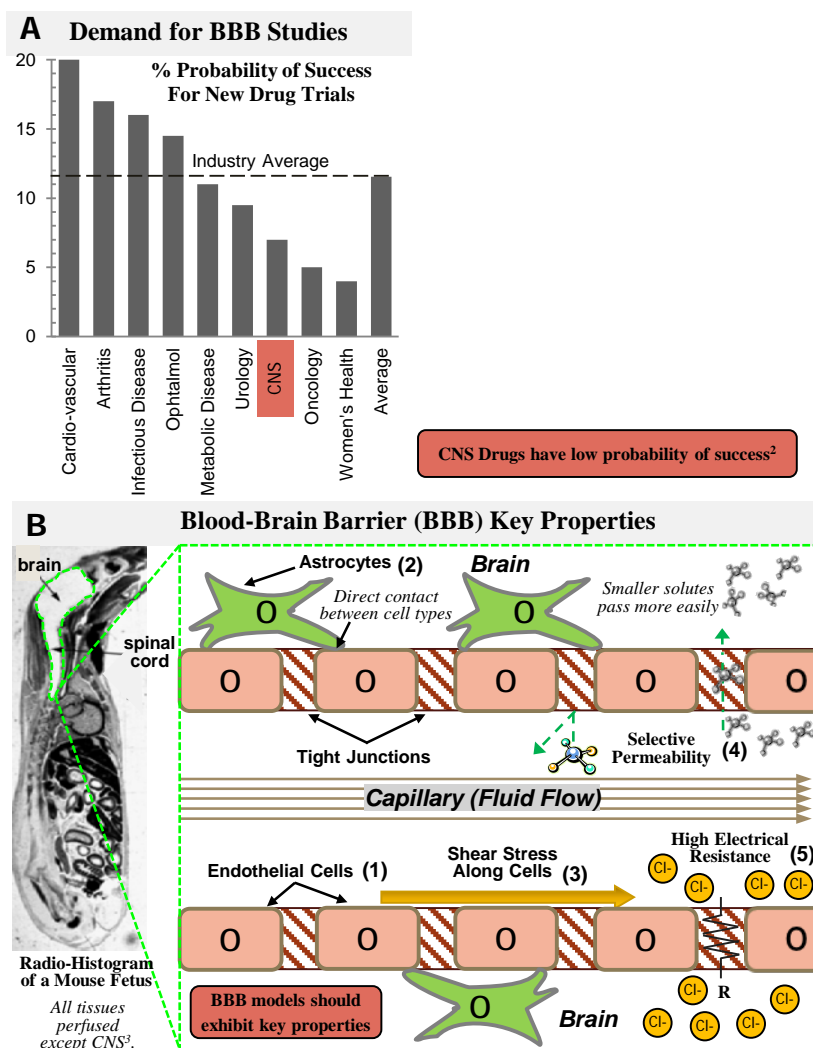 A Demand for BBB Studies
% Probability of Success
For New Drug Trials
20
15
10
5
0
Industry Average
Cardio-vascular
Arthritis
Infectious Disease
Ophtalmol
Metabolic Disease
Urology
CNS
Oncology
Women's Health
Average
CNS Drugs have low probability of success2
B Blood-Brain Barrier (BBB) Key Properties
brain
spinal
cord
Astrocytes (2)
Brain
Direct contact
between cell types
Smaller solutes
pass more easily
O O O
O O O O O
Tight Junctions
Selective
Permeability (4)
Capillary (Fluid Flow)
Endothelial Cells (1)
Shear Stress
Along Cells (3)
High Electrical
Resistance (5)
Cl- Cl- Cl- Cl-
O O O O O
R
O
Brain
Cl- Cl- Cl- Cl- Cl- Cl-
BBB models should
exhibit key properties
Radio-Histogram
of a Mouse Fetus
All tissues
perfused
except CNS3.